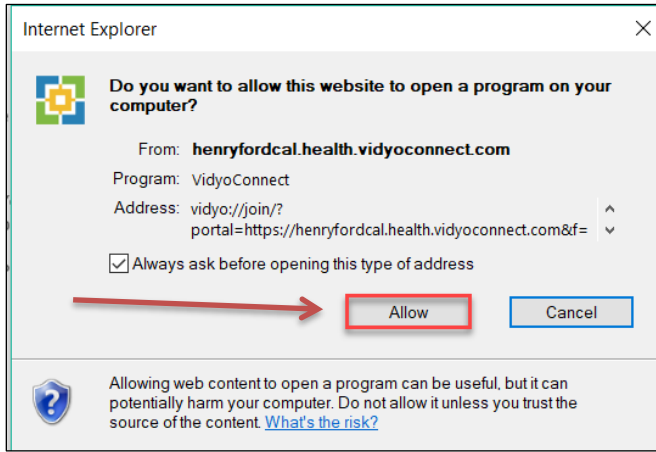 Internet Explorer
Do you want to allow this website to open a program on your
computer?
From: henryfordcal.health.vidyoconnect.com
Program: VidyoConnect
Address: vidyo://join/?
portal=https://henryfordcal.health.vidyoconnect.com&f=
Always ask before opening this type of address
Allow Cancel
Allowing web content to open a program can be useful, but it can
potentially harm your computer. Do not allow it unless you trust the
source of the content. What's the risk?